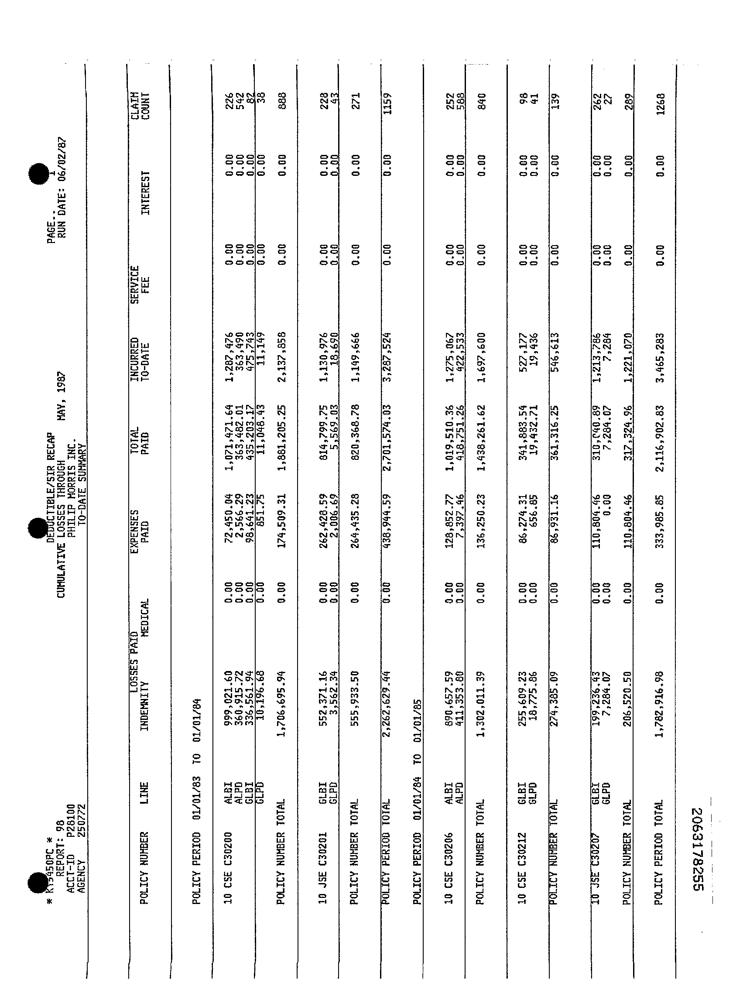 * KY5450PC * DEDUCTIBLE/SIR RECAP MAY, 1987 PAGE..
REPORT: 98 CUMULATIVE LOSSES THROUGH RUN DATE: 06/02/87
ACCT-ID P28100 PHILIP MORRIS INC.
AGENCY 250772 TO-DATE SUMMARY
LOSSES PAID EXPENSES TOTAL INCURRED SERVICE CLAIM
POLICY NUMBER LINE INDEMNITY MEDICAL PAID PAID TO-DATE FEE INTEREST COUNT
POLICY PERIOD 01/01/83 TO 01/01/84
10 CSE C30200 ALBI 999,021.60 0.00 72,450.04 1,071,471.64 1,287,476 0.00 0.00 226
ALPD 360,915.72 0.00 2,566.29 363,482.01 363,490 0.00 0.00 542
GLBI 336,561.94 0.00 98,641.23 435,203.17 475,743 0.00 0.00 82
GLPD 10,196.68 0.00 851.75 11,048.43 11,149 0.00 0.00 38
POLICY NUMBER TOTAL 1,706,695.94 0.00 174,509.31 1,881,205.25 2,137,858 0.00 0.00 888
10 JSE C30201 GLBI 552,371.16 0.00 262,428.59 814,799.75 1,130,976 0.00 0.00 228
GLPD 3,562.34 0.00 2,006.69 5,569.03 18,690 0.00 0.00 43
POLICY NUMBER TOTAL 555,933.50 0.00 264,435.28 820,368.78 1,149,666 0.00 0.00 271
POLICY PERIOD TOTAL 2,262,629.44 0.00 438,944.59 2,701,574.03 3,287,524 0.00 0.00 1159
POLICY PERIOD 01/01/84 TO 01/01/85
10 CSE C30206 ALBI 890,657.59 0.00 128,852.77 1,019,510.36 1,275,067 0.00 0.00 252
ALPD 411,353.80 0.00 7,397.46 418,751.26 422,533 0.00 0.00 588
POLICY NUMBER TOTAL 1,302,011.39 0.00 136,250.23 1,438,261.62 1,697,600 0.00 0.00 840
10 CSE C30212 GLBI 255,609.23 0.00 86,274.31 341,883.54 527,177 0.00 0.00 98
GLPD 18,775.86 0.00 656.85 19,432.71 19,436 0.00 0.00 41
POLICY NUMBER TOTAL 274,385.09 0.00 86,931.16 361,316.25 546,613 0.00 0.00 139
10 JSE C30207 GLBI 199,236.43 0.00 110,804.46 310,040.89 1,213,786 0.00 0.00 262
GLPD 7,284.07 0.00 0.00 7,284.07 7,284 0.00 0.00 27
POLICY NUMBER TOTAL 206,520.50 0.00 110,804.46 317,324.96 1,221,070 0.00 0.00 289
POLICY PERIOD TOTAL 1,782,916.98 0.00 333,985.85 2,116,902.83 3,465,283 0.00 0.00 1268
2063178255